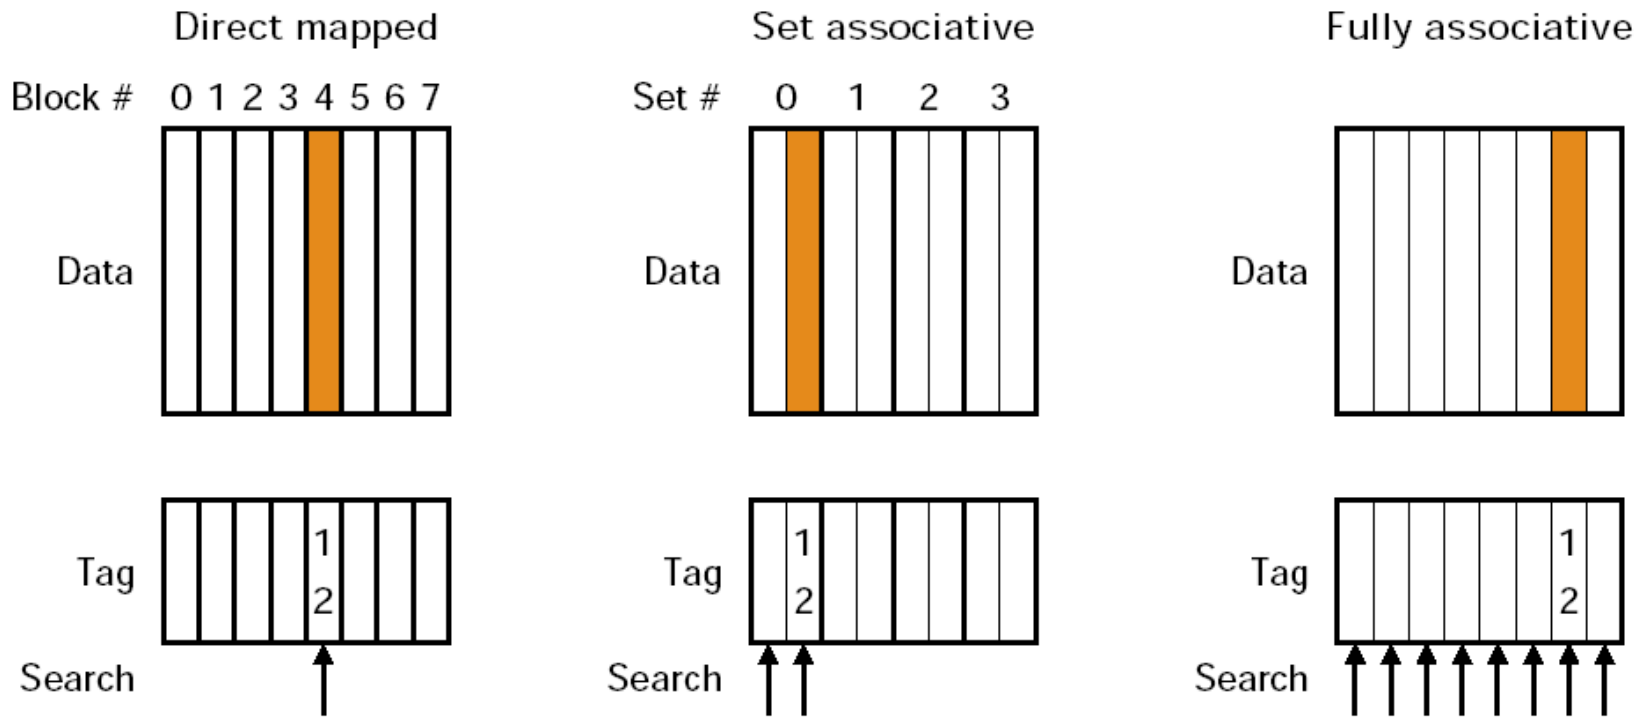 Direct mapped
Set associative
Fully associative
Block # 0 1 2 3 4 5 6 7
Set # 0 1 2 3
Data
Data
Data
Tag
1
2
Tag
1
2
Tag
1
2
Search
Search
Search